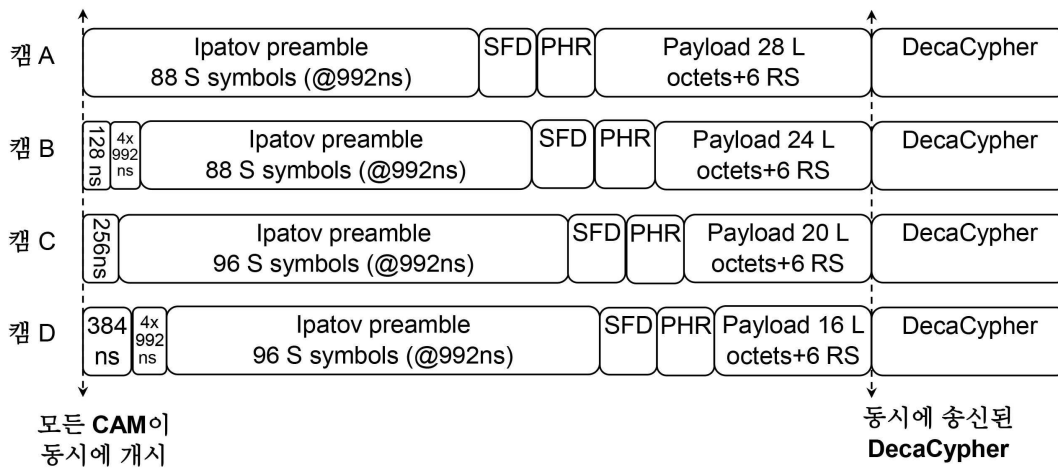 캠 A
Ipatov preamble
88 S symbols (@992ns)
SFD
PHR
Payload 28 L
octets+6 RS
DecaCypher
캠 B
128 ns
4x
992
ns
Ipatov preamble
88 S symbols (@992ns)
SFD
PHR
Payload 24 L
octets+6 RS
DecaCypher
캠 C
256ns
Ipatov preamble
96 S symbols (@992ns)
SFD
PHR
Payload 20 L
octets+6 RS
DecaCypher
캠 D
384
ns
4x
992
ns
Ipatov preamble
96 S symbols (@992ns)
SFD
PHR
Payload 16 L
octets+6 RS
DecaCypher
모든 CAM이
동시에 개시
동시에 송신된
DecaCypher